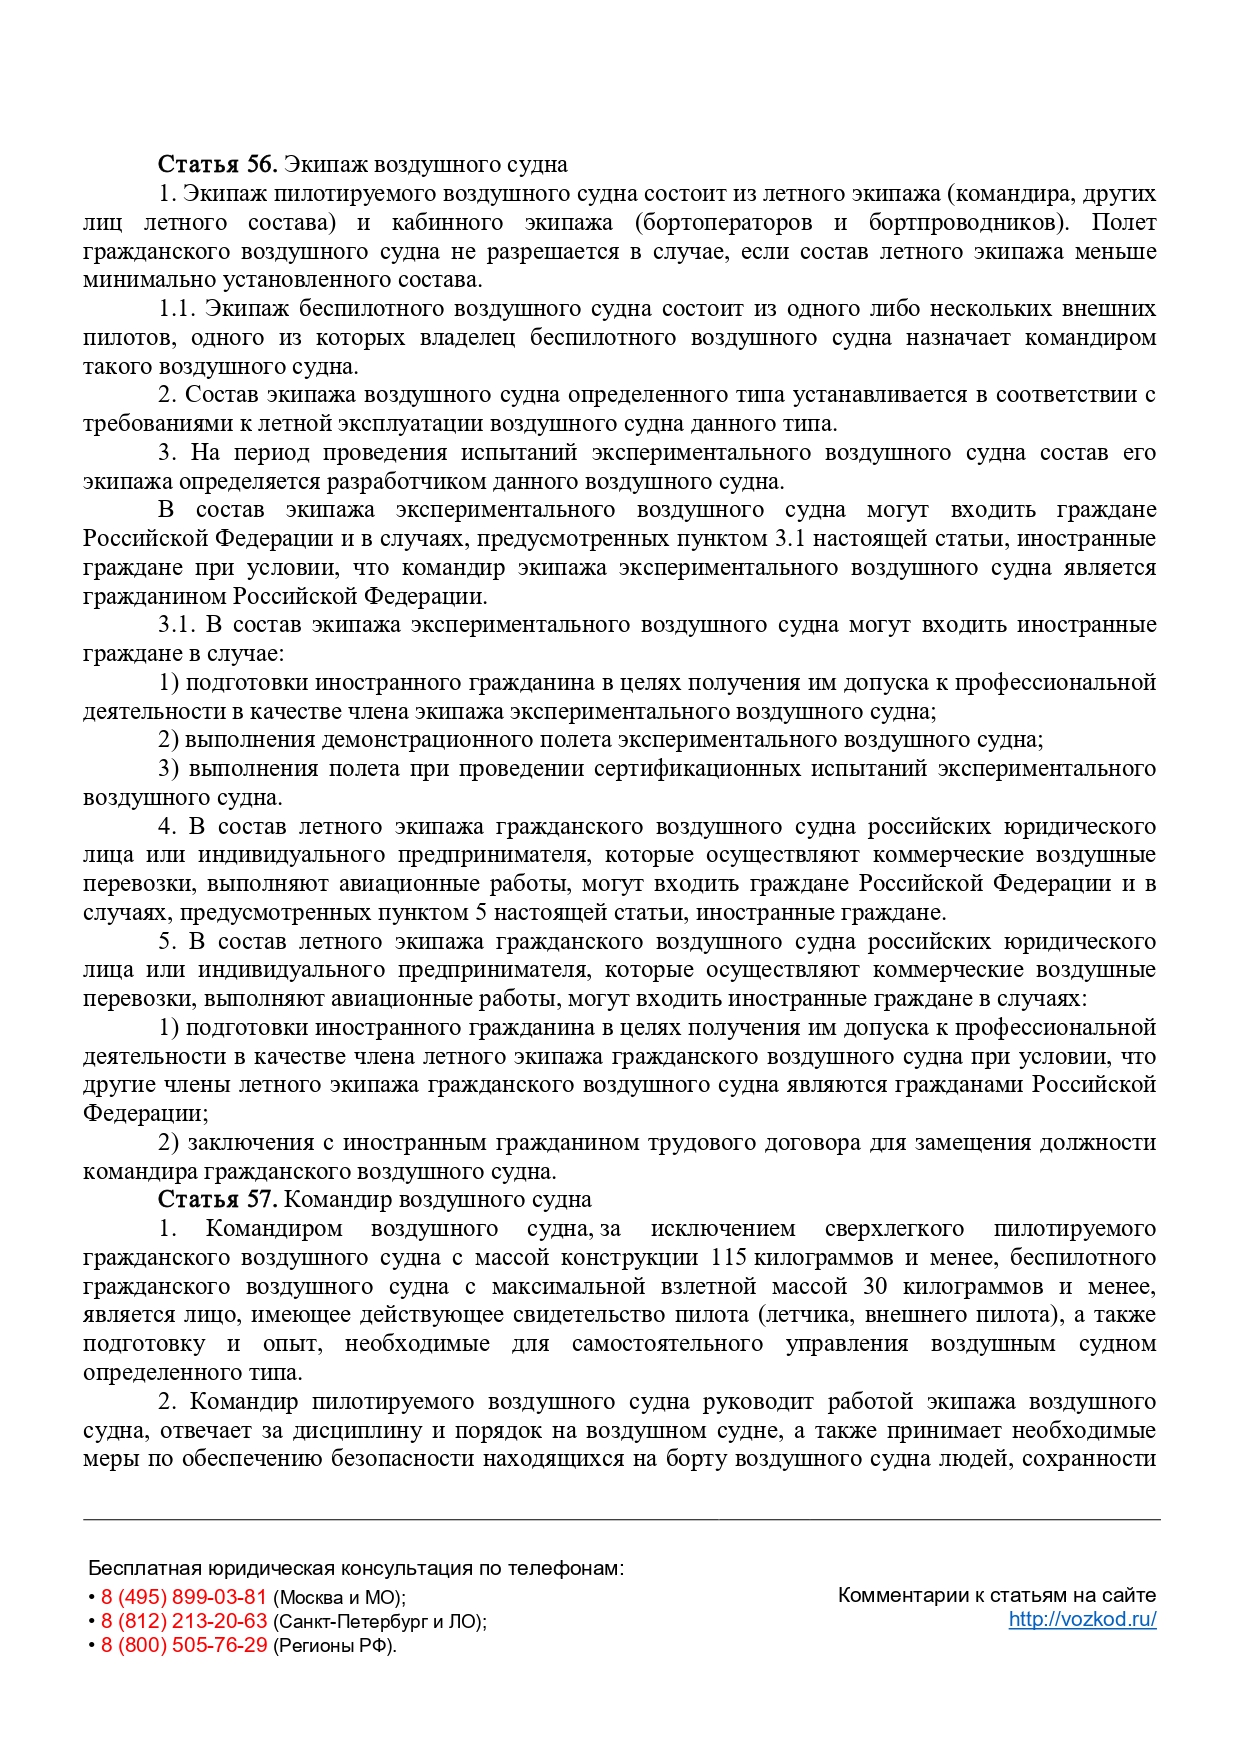 Статья 56. Экипаж воздушного судна
1. Экипаж пилотируемого воздушного судна состоит из летного экипажа (командира, других
лиц летного состава) и кабинного экипажа (бортоператоров и бортпроводников). Полет
гражданского воздушного судна не разрешается в случае, если состав летного экипажа меньше
минимально установленного состава.
1.1. Экипаж беспилотного воздушного судна состоит из одного либо нескольких внешних
пилотов, одного из которых владелец беспилотного воздушного судна назначает командиром
такого воздушного судна.
2. Состав экипажа воздушного судна определенного типа устанавливается в соответствии с
требованиями к летной эксплуатации воздушного судна данного типа.
3. На период проведения испытаний экспериментального воздушного судна состав его
экипажа определяется разработчиком данного воздушного судна.
В состав экипажа экспериментального воздушного судна могут входить граждане
Российской Федерации и в случаях, предусмотренных пунктом 3.1 настоящей статьи, иностранные
граждане при условии, что командир экипажа экспериментального воздушного судна является
гражданином Российской Федерации.
3.1. В состав экипажа экспериментального воздушного судна могут входить иностранные
граждане в случае:
1) подготовки иностранного гражданина в целях получения им допуска к профессиональной
деятельности в качестве члена экипажа экспериментального воздушного судна;
2) выполнения демонстрационного полета экспериментального воздушного судна;
3) выполнения полета при проведении сертификационных испытаний экспериментального
воздушного судна.
4. В состав летного экипажа гражданского воздушного судна российских юридического
лица или индивидуального предпринимателя, которые осуществляют коммерческие воздушные
перевозки, выполняют авиационные работы, могут входить граждане Российской Федерации и в
случаях, предусмотренных пунктом 5 настоящей статьи, иностранные граждане.
5. В состав летного экипажа гражданского воздушного судна российских юридического
лица или индивидуального предпринимателя, которые осуществляют коммерческие воздушные
перевозки, выполняют авиационные работы, могут входить иностранные граждане в случаях:
1) подготовки иностранного гражданина в целях получения им допуска к профессиональной
деятельности в качестве члена летного экипажа гражданского воздушного судна при условии, что
другие члены летного экипажа гражданского воздушного судна являются гражданами Российской
Федерации;
2) заключения с иностранным гражданином трудового договора для замещения должности
командира гражданского воздушного судна.
Статья 57. Командир воздушного судна
1. Командиром воздушного судна, за исключением сверхлегкого пилотируемого
гражданского воздушного судна с массой конструкции 115 килограммов и менее, беспилотного
гражданского воздушного судна с максимальной взлетной массой 30 килограммов и менее,
является лицо, имеющее действующее свидетельство пилота (летчика, внешнего пилота), а также
подготовку и опыт, необходимые для самостоятельного управления воздушным судном
определенного типа.
2. Командир пилотируемого воздушного судна руководит работой экипажа воздушного
судна, отвечает за дисциплину и порядок на воздушном судне, а также принимает необходимые
меры по обеспечению безопасности находящихся на борту воздушного судна людей, сохранности
Бесплатная юридическая консультация по телефонам:
• 8 (495) 899-03-81 (Москва и МО);
• 8 (812) 213-20-63 (Санкт-Петербург и ЛО);
• 8 (800) 505-76-29 (Регионы РФ).
Комментарии к статьям на сайте
http://vozkod.ru/